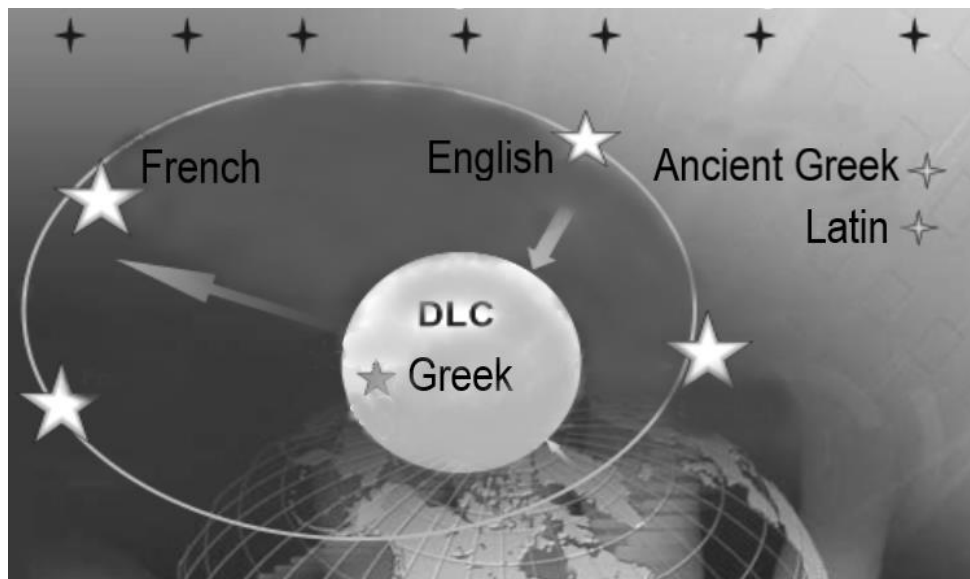 French
English
Ancient Greek
Latin
DLC
Greek